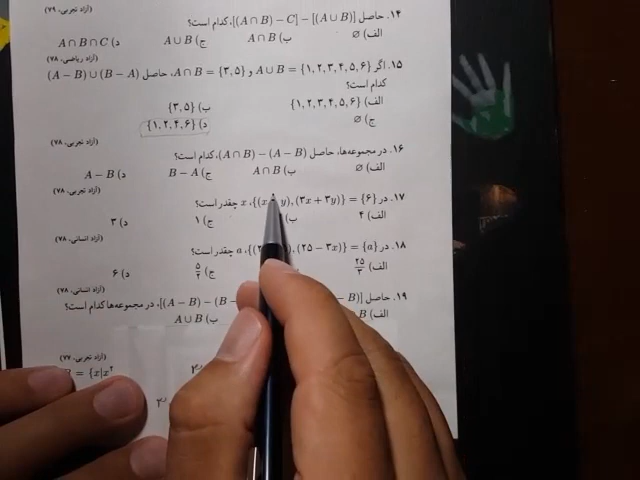 (آزاد تجربی، ۷۹)
۱۴. حاصل [(A ∩ B) − C] − [(A ∪ B)]، کدام است؟
الف) ∅ ب) A ∩ B ج) A ∪ B د) A ∩ B ∩ C
(آزاد ریاضی، ۷۸)
۱۵. اگر A ∪ B = {۱, ۲, ۳, ۴, ۵, ۶} و A ∩ B = {۳, ۵}، حاصل (A − B) ∪ (B − A)
کدام است؟
الف) {۱, ۲, ۳, ۴, ۵, ۶} ب) {۳, ۵}
ج) ∅ د) {۱, ۲, ۴, ۶}
(آزاد تجربی، ۷۸)
۱۶. در مجموعه‌ها، حاصل (A ∩ B) − (A − B)، کدام است؟
الف) ∅ ب) A ∩ B ج) B − A د) A − B
(آزاد تجربی، ۷۸)
۱۷. در {۶} = {(x y), (۳x + ۳y)}، x چقدر است؟
الف) ۴ ب) ج) ۱ د) ۳
(آزاد انسانی، ۷۸)
۱۸. در {a} = {(۲ ), (۲۵ − ۳x)}، a چقدر است؟
الف) ۲۵/۳ ج) ۵/۲ د) ۶
(آزاد انسانی، ۷۸)
۱۹. حاصل [(A − B) − (B − − B)]، در مجموعه‌ها کدام است؟
الف) B ب) A ∪ B
(آزاد تجربی، ۷۷)
B = {x|x۲